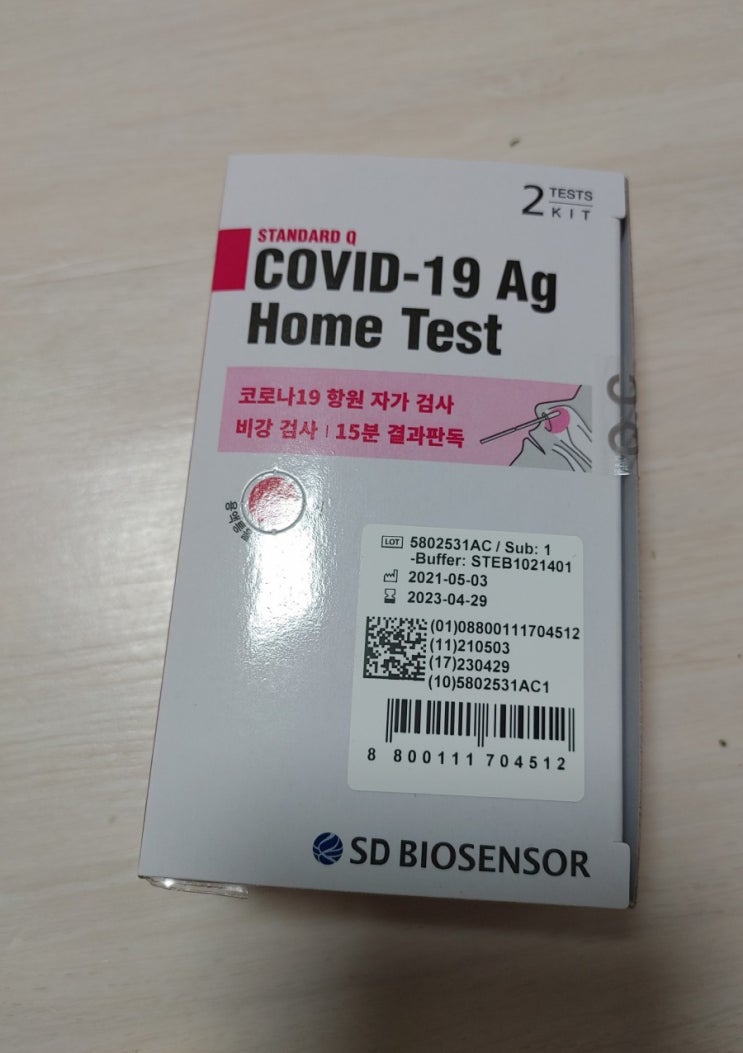 2 TESTS
KIT
STANDARD Q
COVID-19 Ag
Home Test
코로나19 항원 자가 검사
비강 검사 | 15분 결과판독
LOT 5802531AC / Sub: 1
-Buffer: STEB1021401
2021-05-03
2023-04-29
(01)08800111704512
(11)210503
(17)230429
(10)5802531AC1
8 800111 704512
SD BIOSENSOR